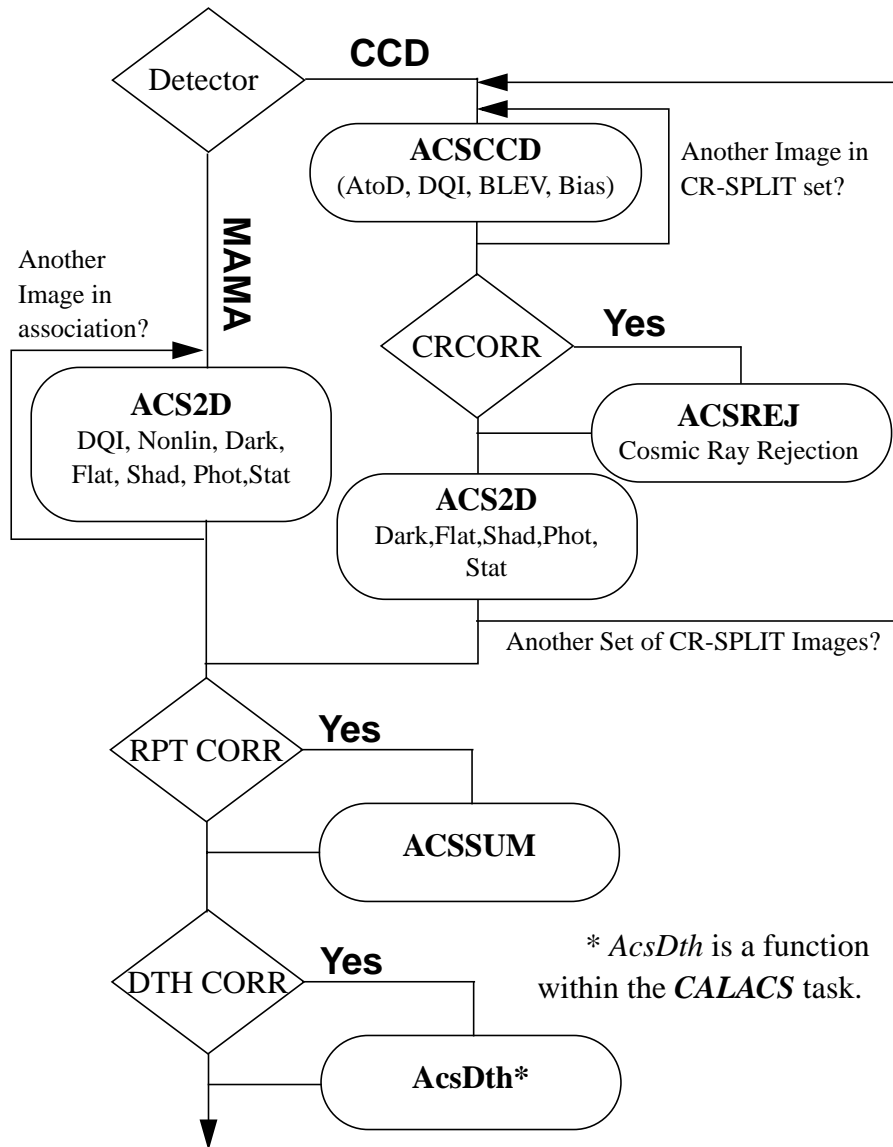 Detector
CCD
ACSCCD
(AtoD, DQI, BLEV, Bias)
Another Image in
CR-SPLIT set?
MAMA
Another
Image in
association?
CRCORR
Yes
ACSREJ
Cosmic Ray Rejection
ACS2D
DQI, Nonlin, Dark,
Flat, Shad, Phot,Stat
ACS2D
Dark,Flat,Shad,Phot,
Stat
Another Set of CR-SPLIT Images?
RPT CORR
Yes
ACSSUM
DTH CORR
Yes
AcsDth*
* AcsDth is a function
within the CALACS task.